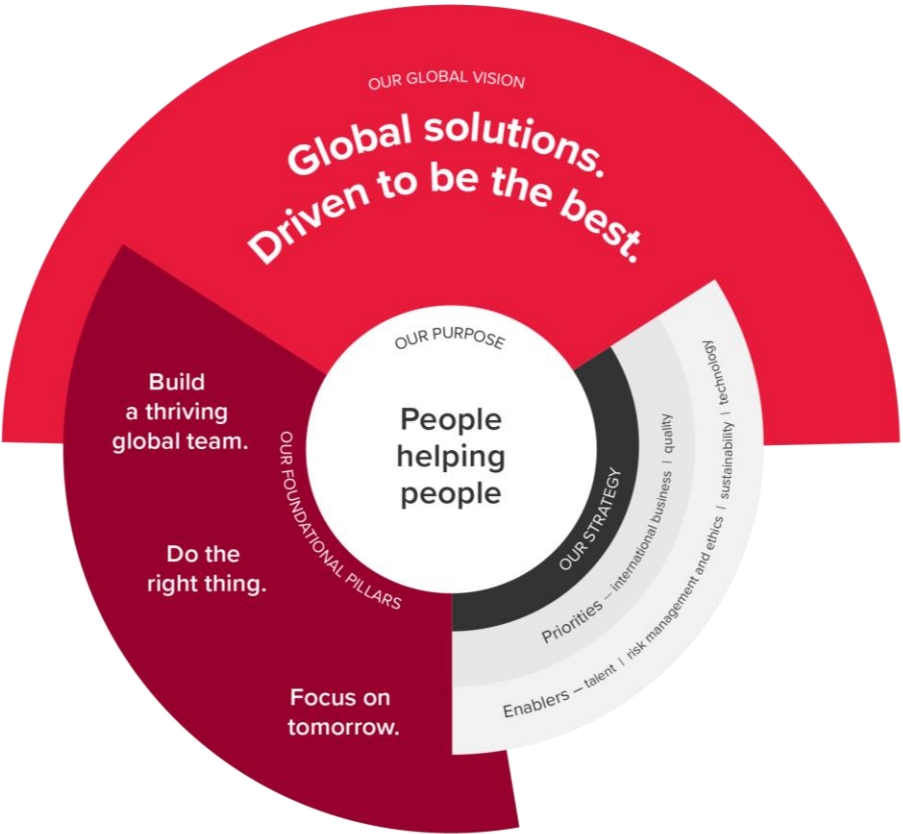 OUR GLOBAL VISION
Global solutions.
Driven to be the best.
OUR PURPOSE
People
helping
people
OUR FOUNDATIONAL PILLARS
Build
a thriving
global team.
Do the
right thing.
Focus on
tomorrow.
OUR STRATEGY
Priorities – international business | quality
Enablers – talent | risk management and ethics | sustainability | technology